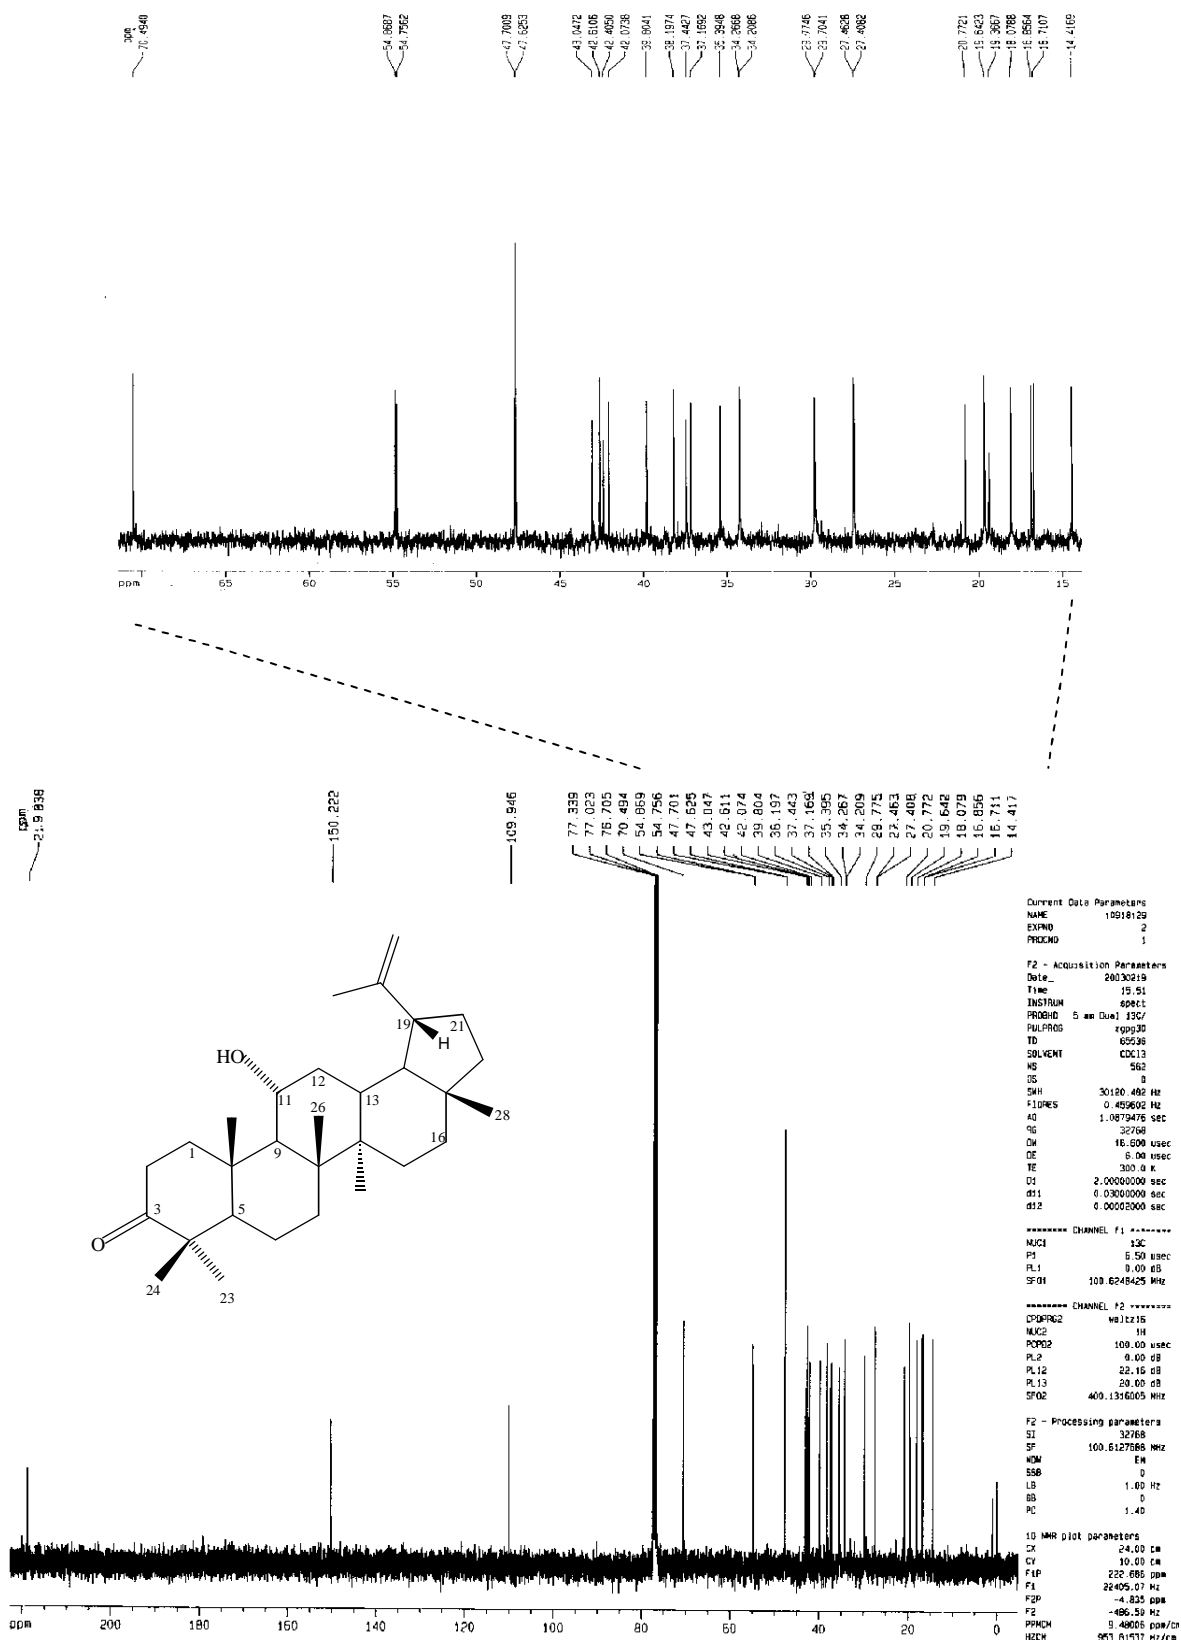 ppm
70.4940
54.8687
54.7562
47.7009
47.6253
43.0472
42.6106
42.4050
42.0738
39.8041
38.1974
37.4427
37.1692
35.3948
34.2668
34.2086
29.7746
29.7041
27.4628
27.4082
20.7721
19.6423
19.3667
18.0788
16.8564
16.7107
14.4169
ppm 65 60 55 50 45 40 35 30 25 20 15
ppm
150.222
109.946
77.339
77.023
76.705
70.494
54.869
54.756
47.701
47.625
43.047
42.611
42.074
39.804
37.443
37.169
35.395
34.267
34.209
27.463
27.408
20.772
19.642
18.079
16.856
16.711
14.417
HO
O
H
1
3
5
9
11
12
13
16
19
21
23
24
26
28
Current Data Parameters
NAME 10918129
EXPNO 2
PROCNO 1
F2 - Acquisition Parameters
Date_ 20030219
Time 15.51
INSTRUM spect
PROBHD 5 mm Dual 13C/
PULPROG zgpg30
TD 65536
SOLVENT CDCl3
NS 562
DS 0
SWH 30120.482 Hz
FIDRES 0.459602 Hz
AQ 1.0879476 sec
RG 32768
DW 16.600 usec
DE 6.00 usec
TE 300.0 K
D1 2.00000000 sec
d11 0.03000000 sec
d12 0.00002000 sec
======== CHANNEL f1 ========
NUC1 13C
P1 6.50 usec
PL1 0.00 dB
SFO1 100.6248425 MHz
======== CHANNEL f2 ========
CPDPRG2 waltz16
NUC2 1H
PCPD2 100.00 usec
PL2 0.00 dB
PL12 22.16 dB
PL13 20.00 dB
SFO2 400.1316005 MHz
F2 - Processing parameters
SI 32768
SF 100.6127688 MHz
WDW EM
SSB 0
LB 1.00 Hz
GB 0
PC 1.40
1D NMR plot parameters
CX 24.00 cm
CY 10.00 cm
F1P 222.686 ppm
F1 22405.07 Hz
F2P -4.835 ppm
F2 -486.50 Hz
PPMCM 9.48006 ppm/cm
HZCM
ppm 200 180 160 140 120 100 80 60 40 20 0